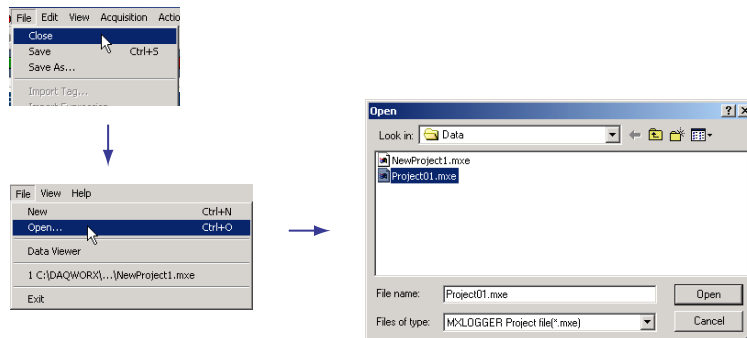 File Edit View Acquisition Actio
Close
Save Ctrl+S
Save As...
Import Tag...
File View Help
New Ctrl+N
Open... Ctrl+O
Data Viewer
1 C:\DAQWORX\...\NewProject1.mxe
Exit
Open
Look in: Data
NewProject1.mxe
Project01.mxe
File name: Project01.mxe Open
Files of type: MXLOGGER Project file(*.mxe) Cancel